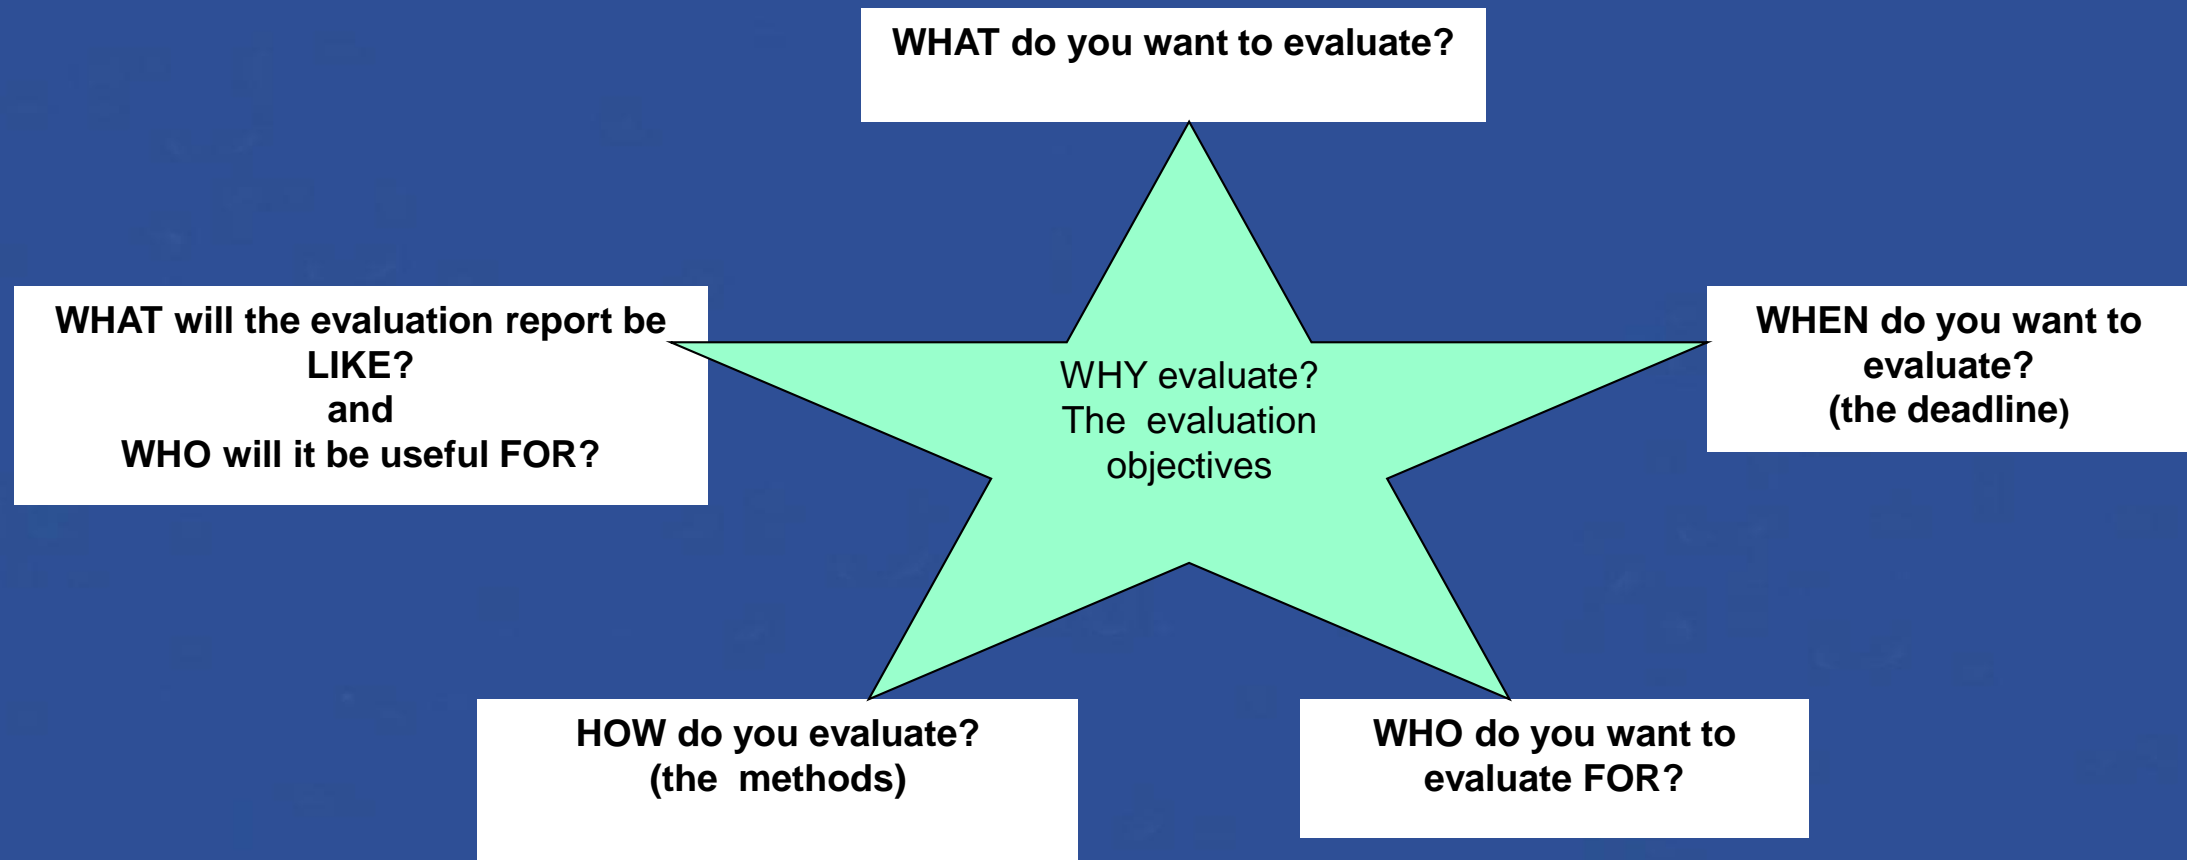 WHAT do you want to evaluate?
WHAT will the evaluation report be
LIKE?
and
WHO will it be useful FOR?
WHY evaluate?
The evaluation
objectives
WHEN do you want to
evaluate?
(the deadline)
HOW do you evaluate?
(the methods)
WHO do you want to
evaluate FOR?